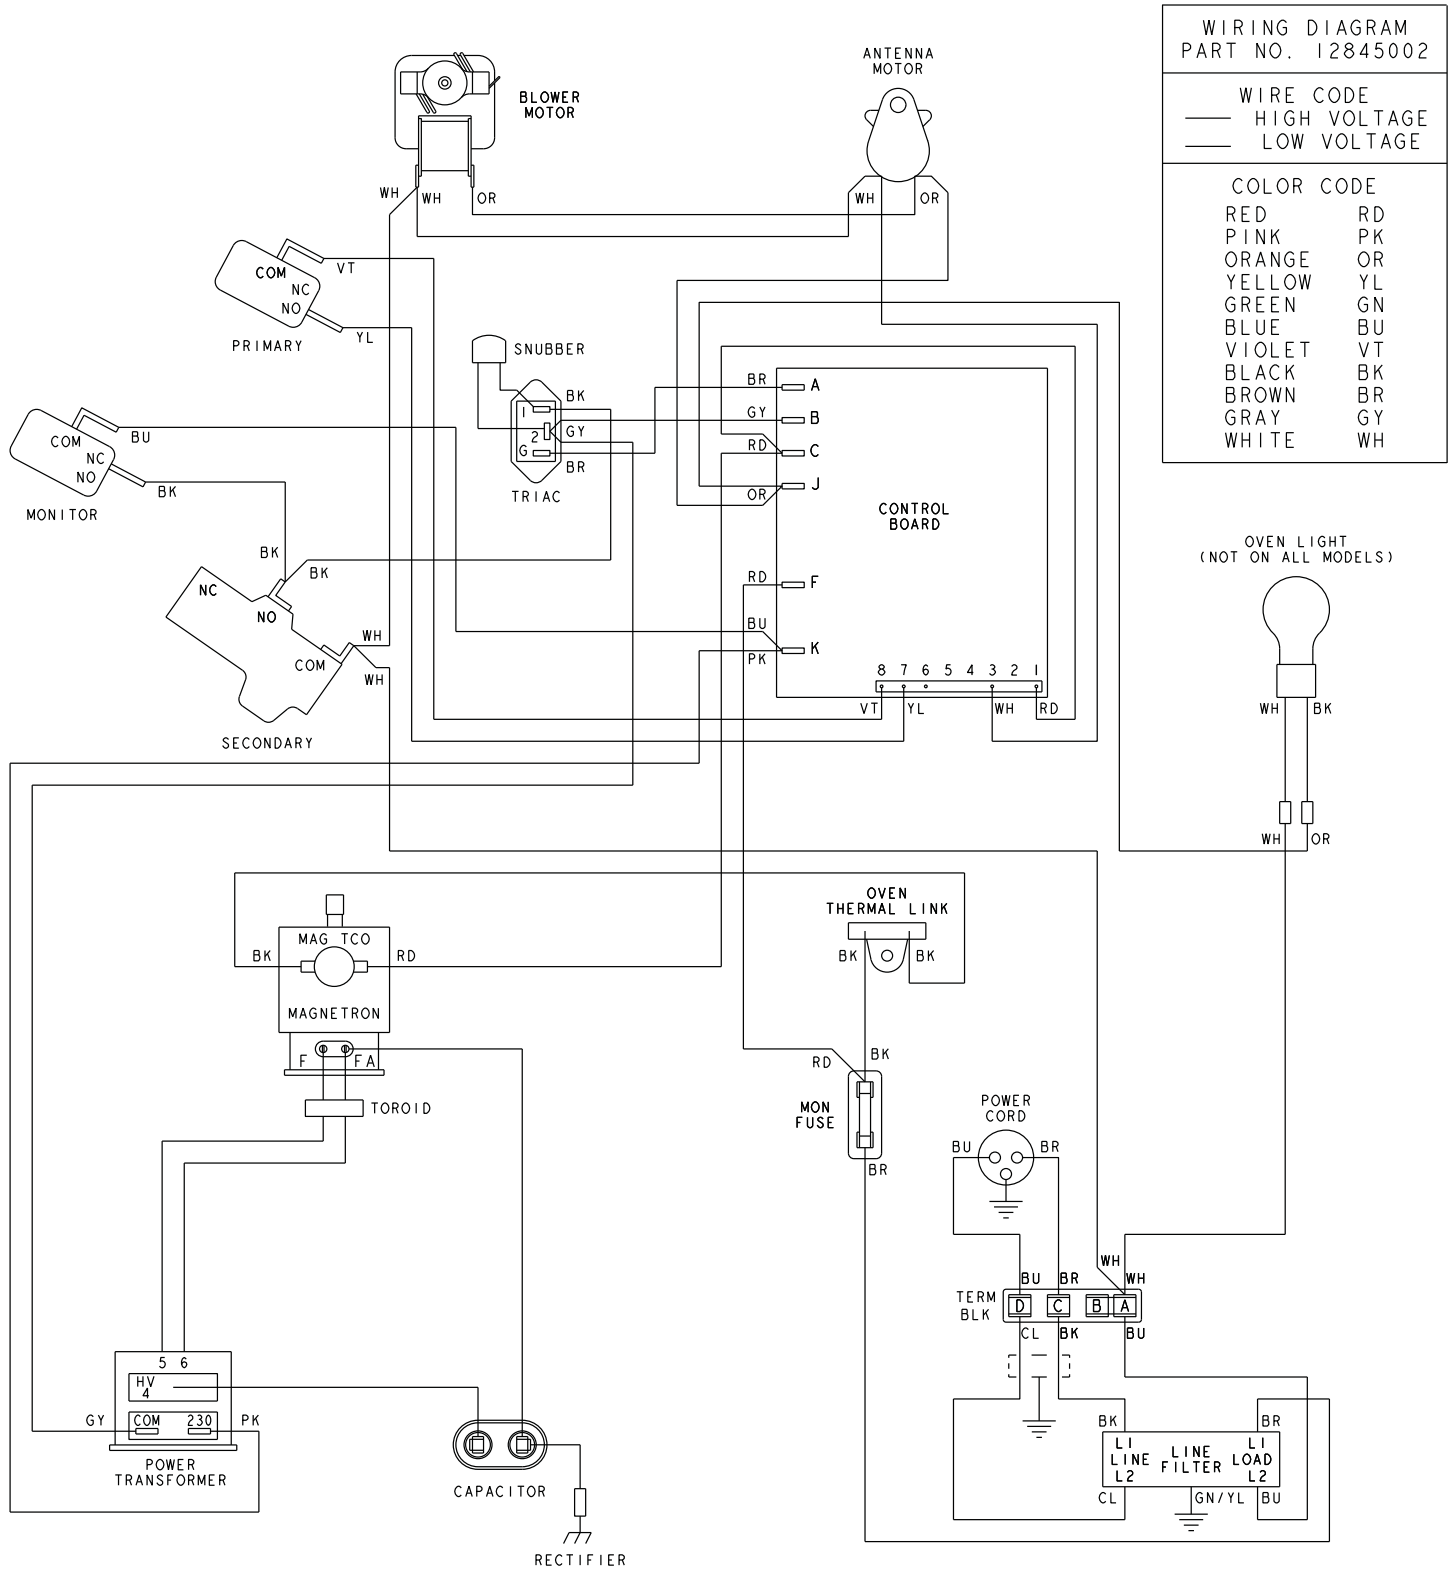 WIRING DIAGRAM
PART NO. 12845002
WIRE CODE
HIGH VOLTAGE
LOW VOLTAGE
COLOR CODE
RED RD
PINK PK
ORANGE OR
YELLOW YL
GREEN GN
BLUE BU
VIOLET VT
BLACK BK
BROWN BR
GRAY GY
WHITE WH
BLOWER
MOTOR
WH WH OR
ANTENNA
MOTOR
WH OR
COM
NC
NO
VT
YL
PRIMARY
SNUBBER
1
2
G
BK
GY
BR
TRIAC
COM
NC
NO
BU
BK
MONITOR
BK
BK
NC
NO
COM
WH
WH
SECONDARY
BR A
GY B
RD C
J
OR
CONTROL
BOARD
RD F
BU
K
PK
8 7 6 5 4 3 2 1
VT YL WH RD
OVEN LIGHT
(NOT ON ALL MODELS)
WH BK
WH OR
MAG TCO
BK RD
MAGNETRON
F FA
TOROID
OVEN
THERMAL LINK
BK BK
RD BK
MON
FUSE
BR
POWER
CORD
BU BR
WH
BU BR WH
TERM
BLK
D C B A
CL BK BU
BK BR
L1 L1
LINE LINE LOAD
FILTER
L2 L2
CL GN/YL BU
5 6
HV
4
GY COM 230 PK
POWER
TRANSFORMER
CAPACITOR
RECTIFIER